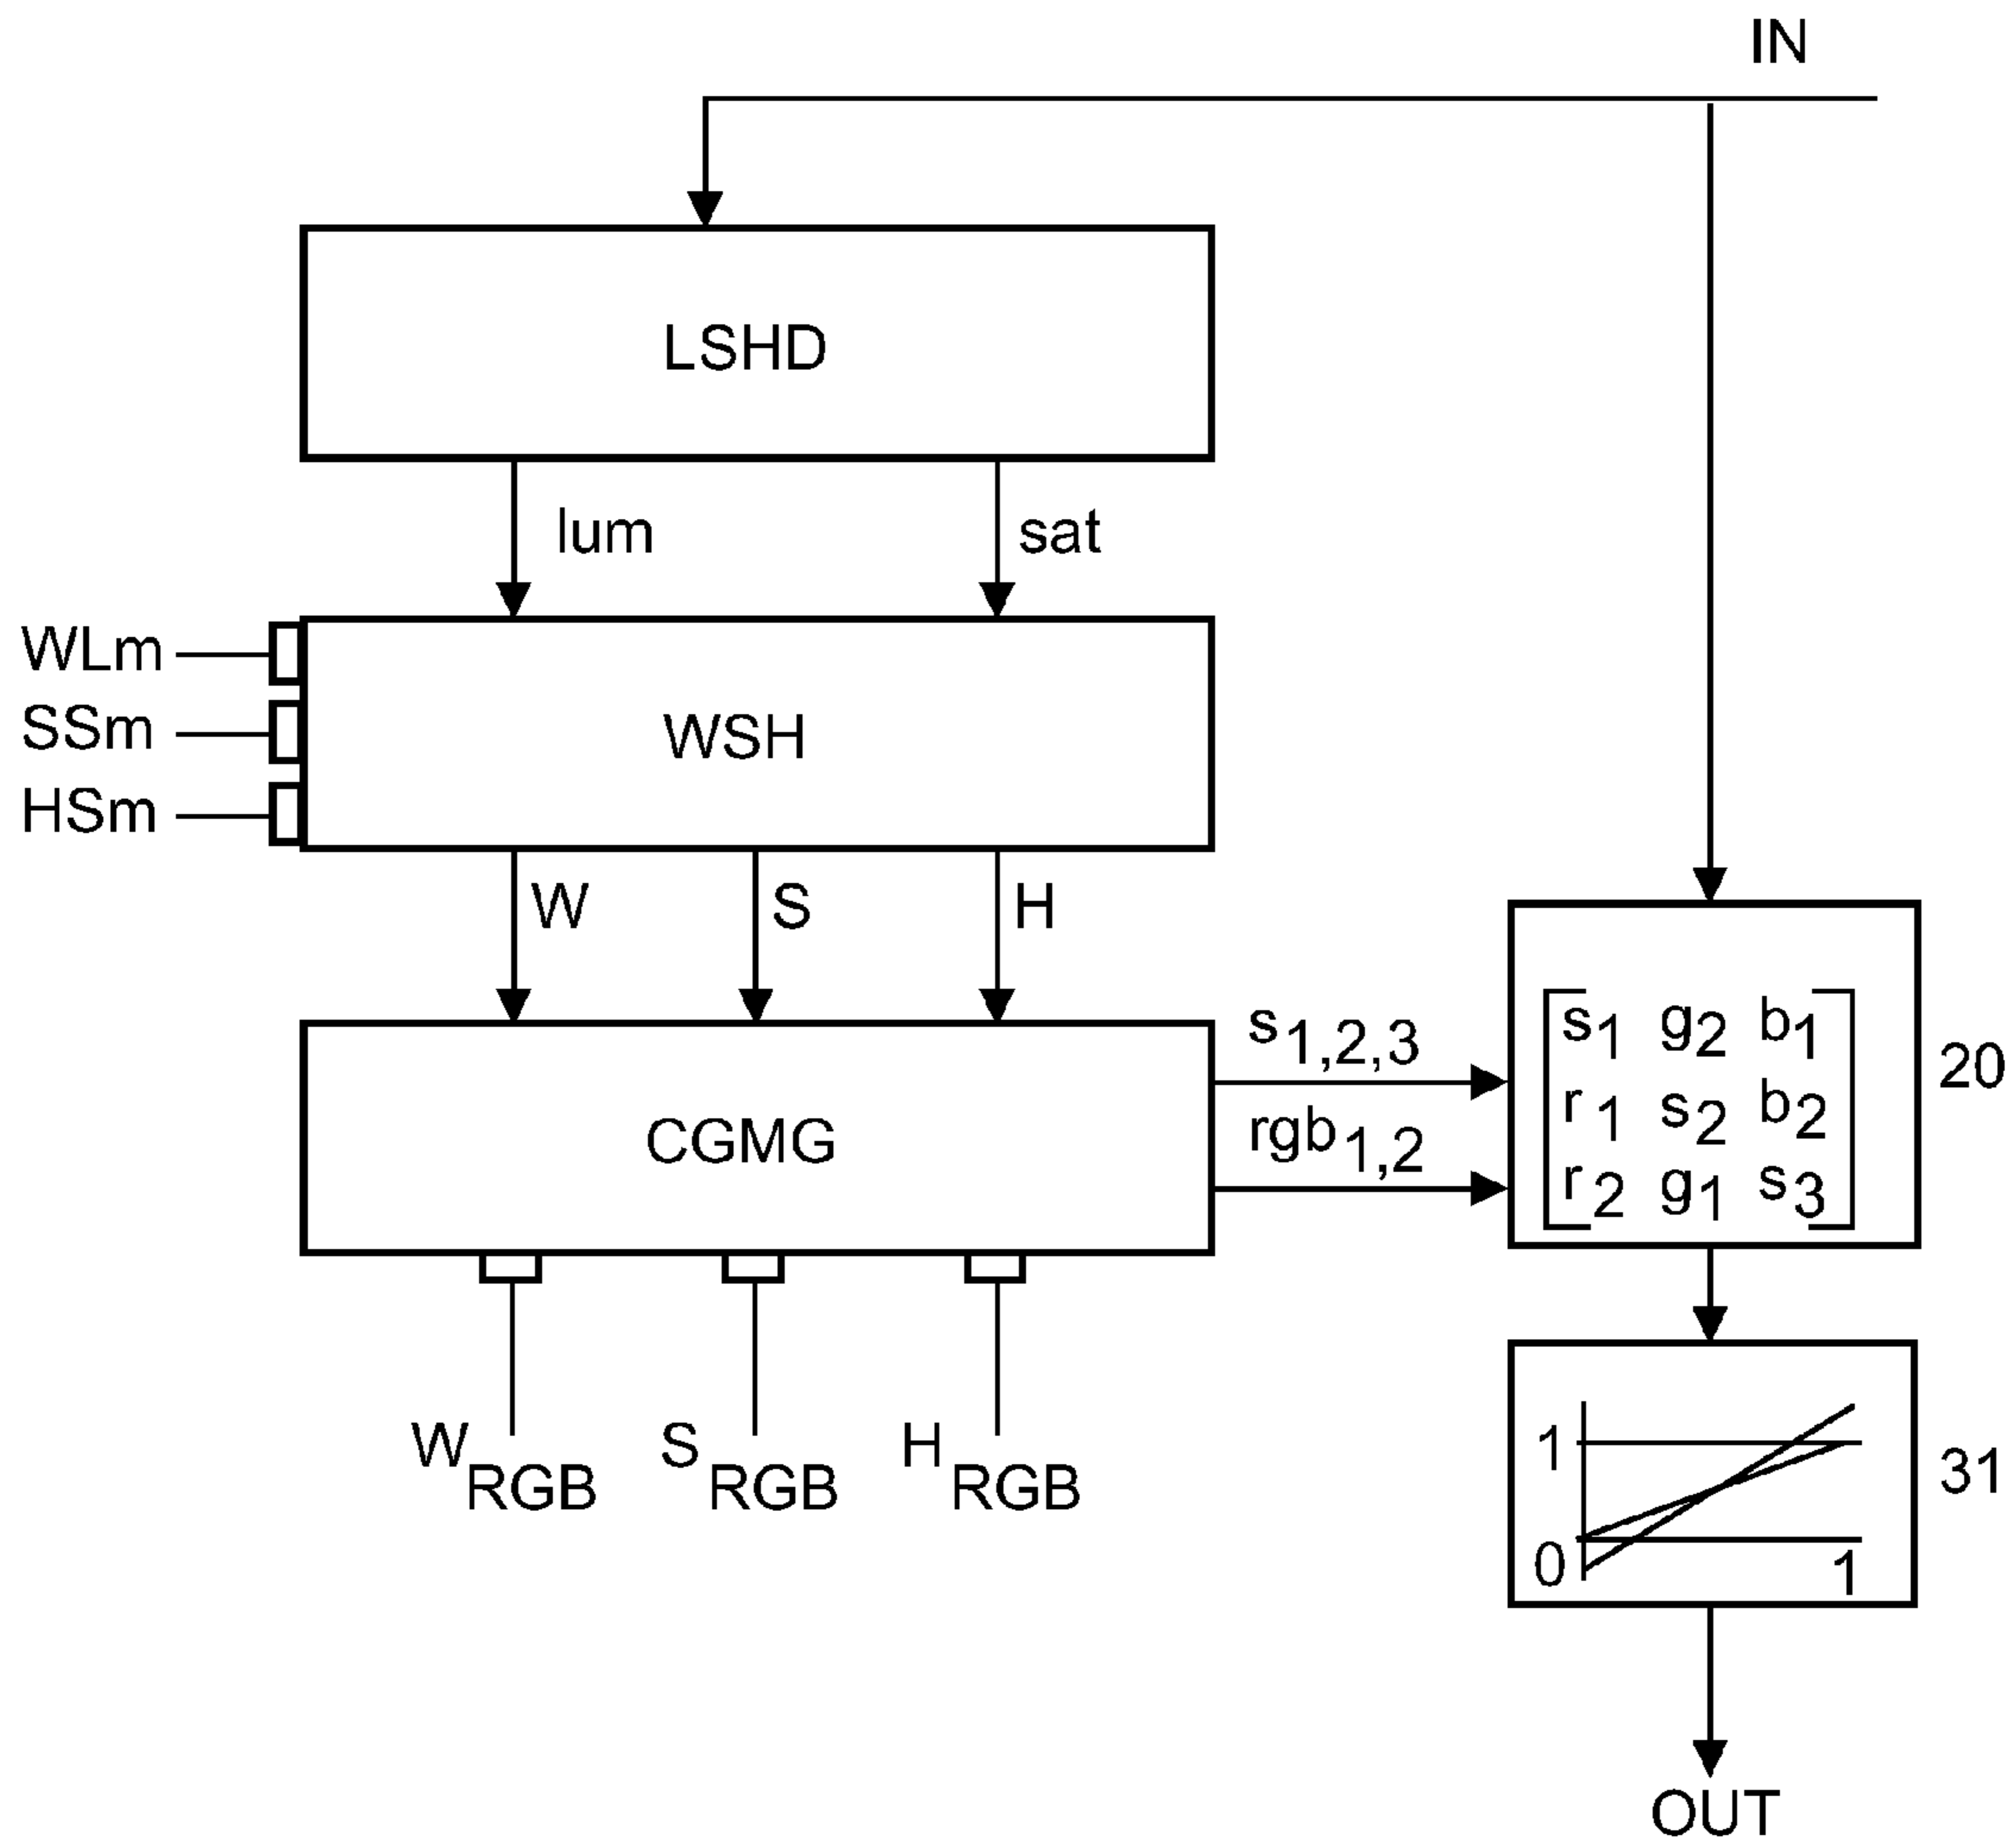 IN
LSHD
lum
sat
WLm
SSm
HSm
WSH
W
S
H
CGMG
s1,2,3
rgb1,2
s1 g2 b1
r1 s2 b2
r2 g1 s3
20
WRGB
SRGB
HRGB
1
0
1
31
OUT